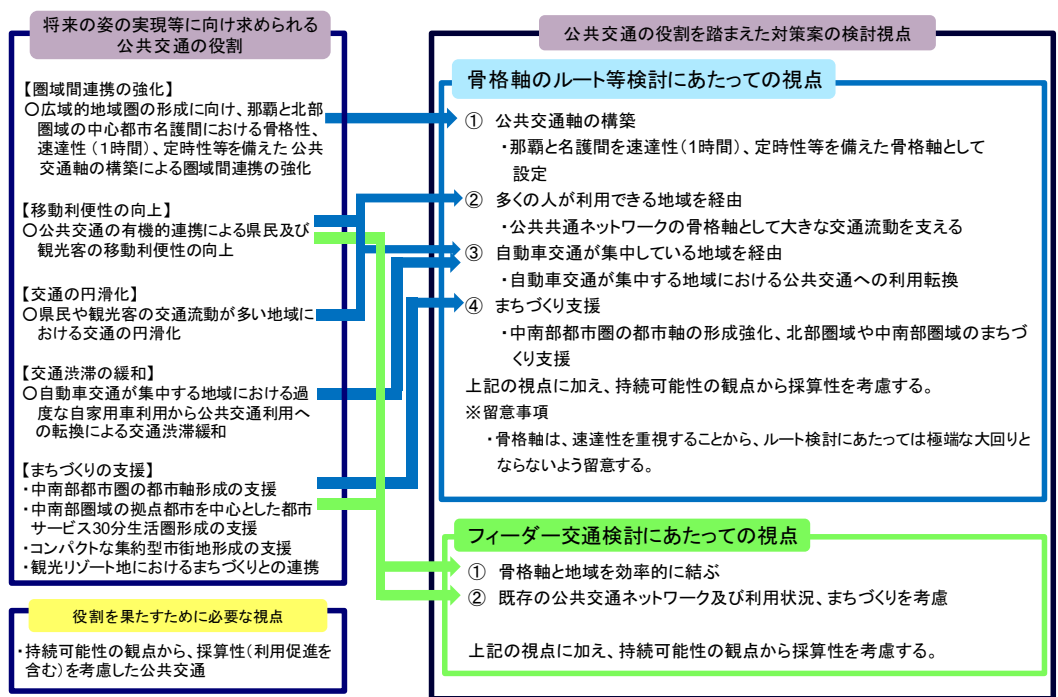 将来の姿の実現等に向け求められる
公共交通の役割
【圏域間連携の強化】
○広域的地域圏の形成に向け、那覇と北部
圏域の中心都市名護間における骨格性、
速達性（1時間）、定時性等を備えた公共
交通軸の構築による圏域間連携の強化
【移動利便性の向上】
○公共交通の有機的連携による県民及び
観光客の移動利便性の向上
【交通の円滑化】
○県民や観光客の交通流動が多い地域に
おける交通の円滑化
【交通渋滞の緩和】
○自動車交通が集中する地域における過
度な自家用車利用から公共交通利用へ
の転換による交通渋滞緩和
【まちづくりの支援】
・中南部都市圏の都市軸形成の支援
・中南部圏域の拠点都市を中心とした都市
サービス30分生活圏形成の支援
・コンパクトな集約型市街地形成の支援
・観光リゾート地におけるまちづくりとの連携
役割を果たすために必要な視点
・持続可能性の観点から、採算性（利用促進を
含む）を考慮した公共交通
公共交通の役割を踏まえた対策案の検討視点
骨格軸のルート等検討にあたっての視点
① 公共交通軸の構築
・那覇と名護間を速達性（1時間）、定時性等を備えた骨格軸として
設定
② 多くの人が利用できる地域を経由
・公共共通ネットワークの骨格軸として大きな交通流動を支える
③ 自動車交通が集中している地域を経由
・自動車交通が集中する地域における公共交通への利用転換
④ まちづくり支援
・中南部都市圏の都市軸の形成強化、北部圏域や中南部圏域のまちづ
くり支援
上記の視点に加え、持続可能性の観点から採算性を考慮する。
※留意事項
・骨格軸は、速達性を重視することから、ルート検討にあたっては極端な大回りと
ならないよう留意する。
フィーダー交通検討にあたっての視点
① 骨格軸と地域を効率的に結ぶ
② 既存の公共交通ネットワーク及び利用状況、まちづくりを考慮
上記の視点に加え、持続可能性の観点から採算性を考慮する。